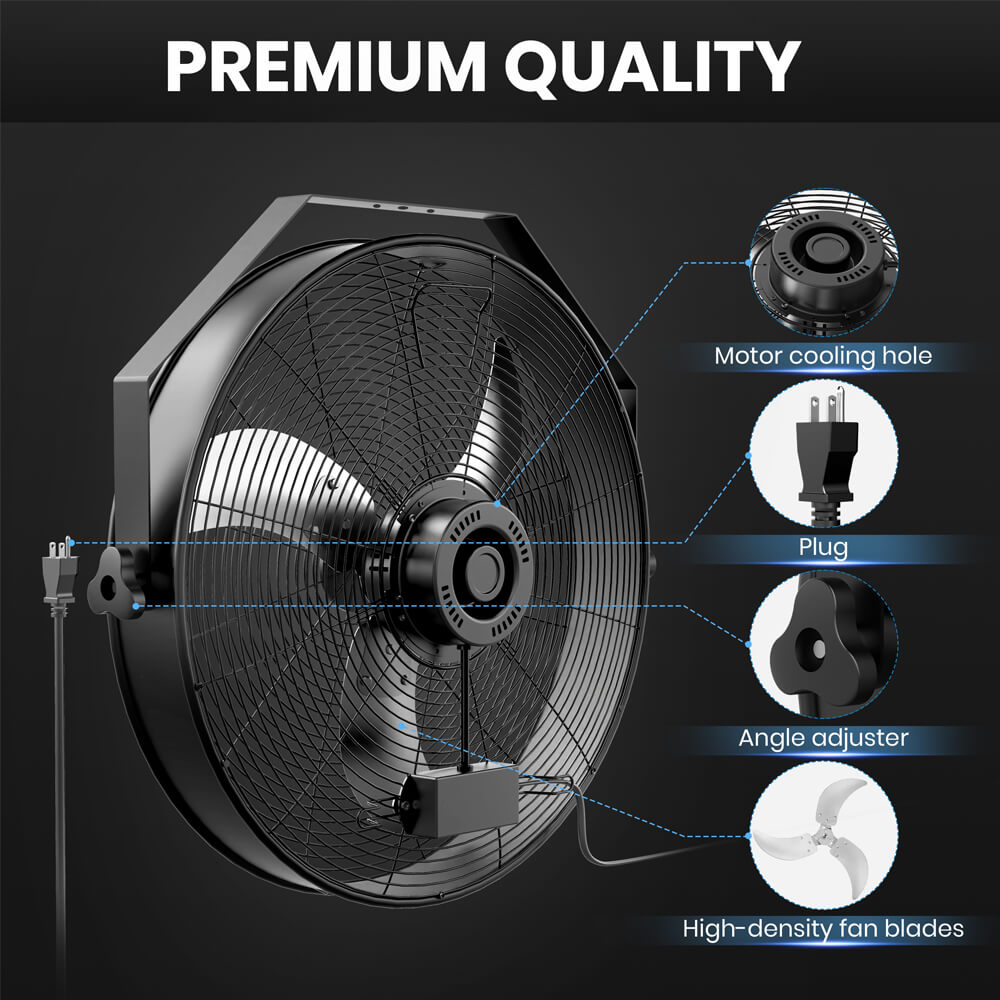 PREMIUM QUALITY
Motor cooling hole
Plug
Angle adjuster
High-density fan blades